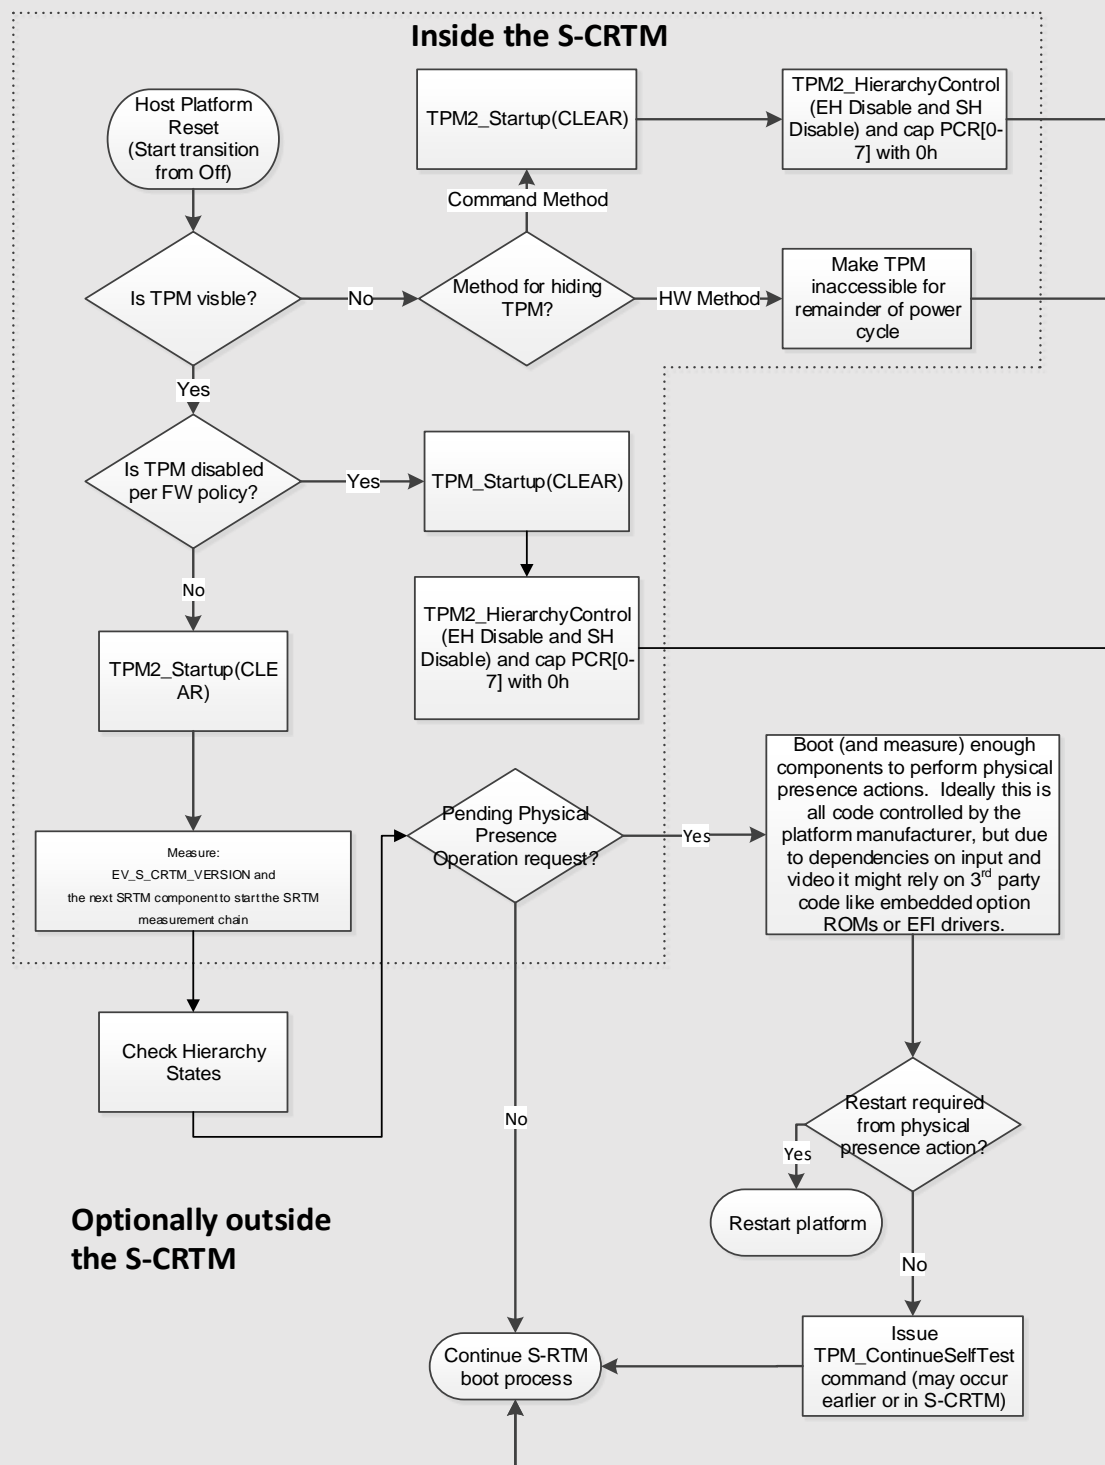 Inside the S-CRTM
Host Platform
Reset
(Start transition
from Off)
TPM2_Startup(CLEAR)
TPM2_HierarchyControl
(EH Disable and SH
Disable) and cap PCR[0-
7] with 0h
Command Method
Is TPM visble?
No
Method for hiding
TPM?
HW Method
Make TPM
inaccessible for
remainder of power
cycle
Yes
Is TPM disabled
per FW policy?
Yes
TPM_Startup(CLEAR)
No
TPM2_HierarchyControl
(EH Disable and SH
Disable) and cap PCR[0-
7] with 0h
TPM2_Startup(CLE
AR)
Measure:
EV_S_CRTM_VERSION and
the next SRTM component to start the SRTM
measurement chain
Pending Physical
Presence
Operation request?
Yes
Boot (and measure) enough
components to perform physical
presence actions. Ideally this is
all code controlled by the
platform manufacturer, but due
to dependencies on input and
video it might rely on 3rd party
code like embedded option
ROMs or EFI drivers.
Check Hierarchy
States
No
Restart required
from physical
presence action?
Yes
Restart platform
No
Optionally outside
the S-CRTM
Continue S-RTM
boot process
Issue
TPM_ContinueSelfTest
command (may occur
earlier or in S-CRTM)